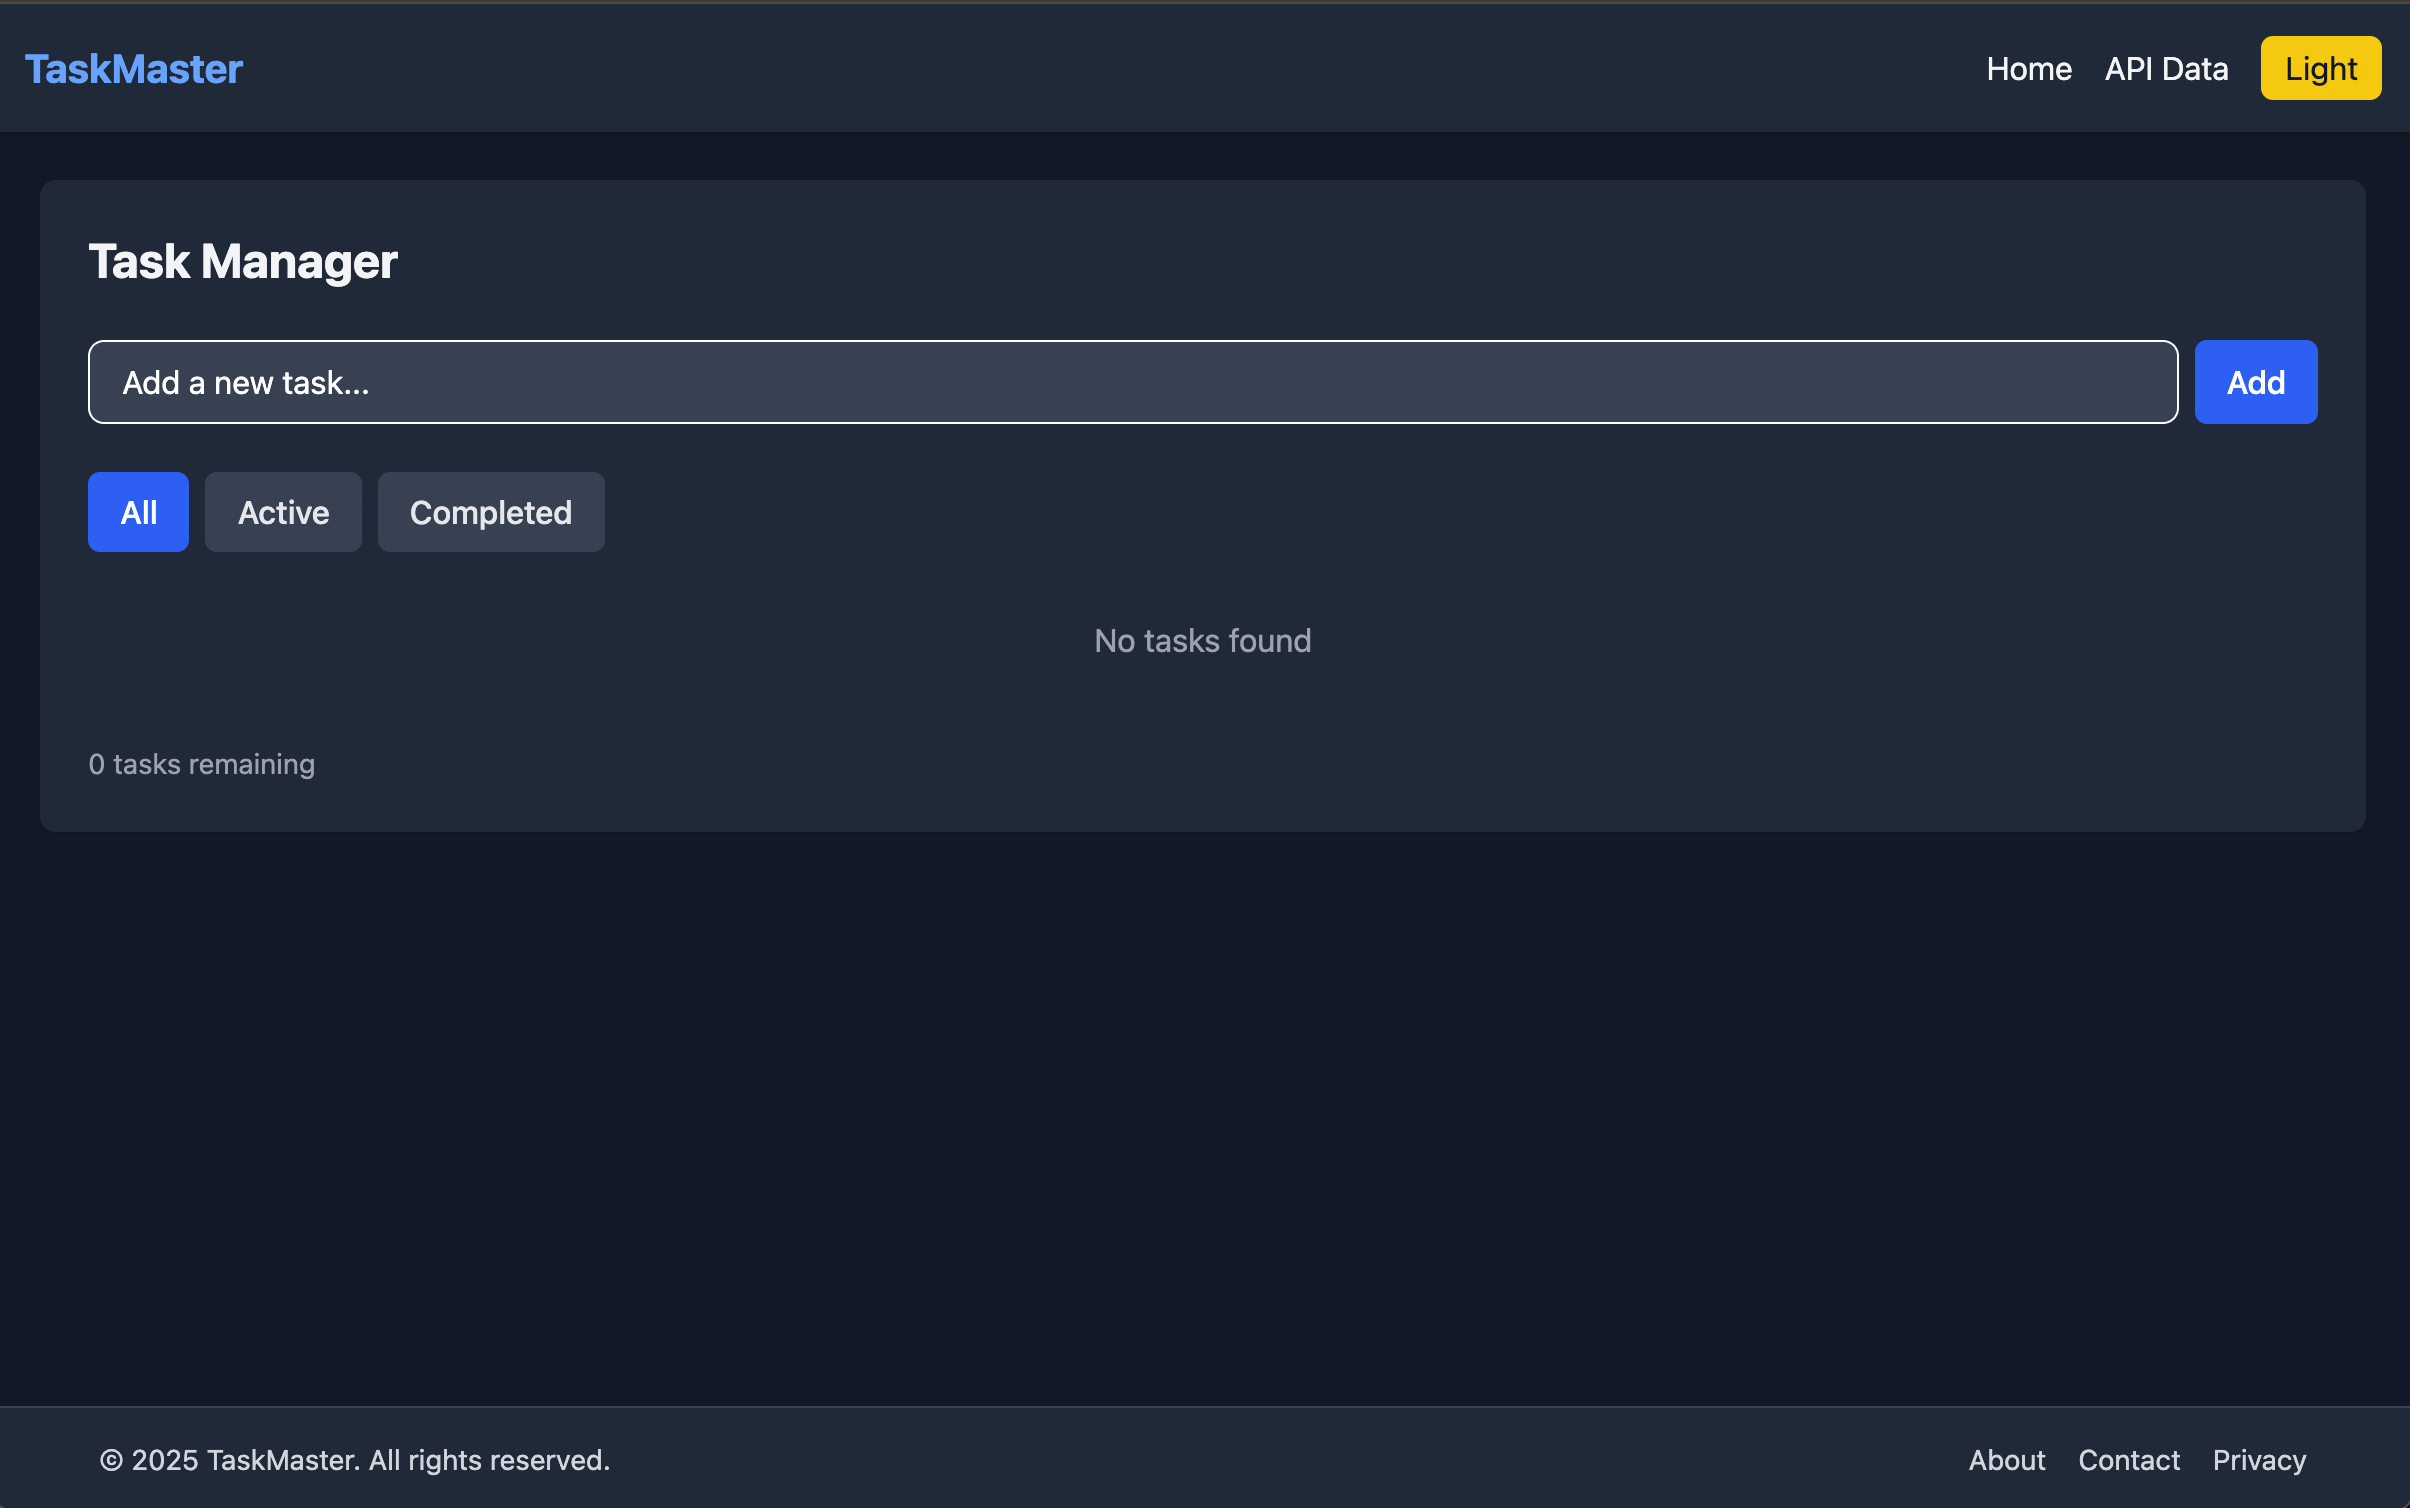 TaskMaster
Home API Data Light
Task Manager
Add a new task...
Add
All Active Completed
No tasks found
0 tasks remaining
© 2025 TaskMaster. All rights reserved.
About Contact Privacy